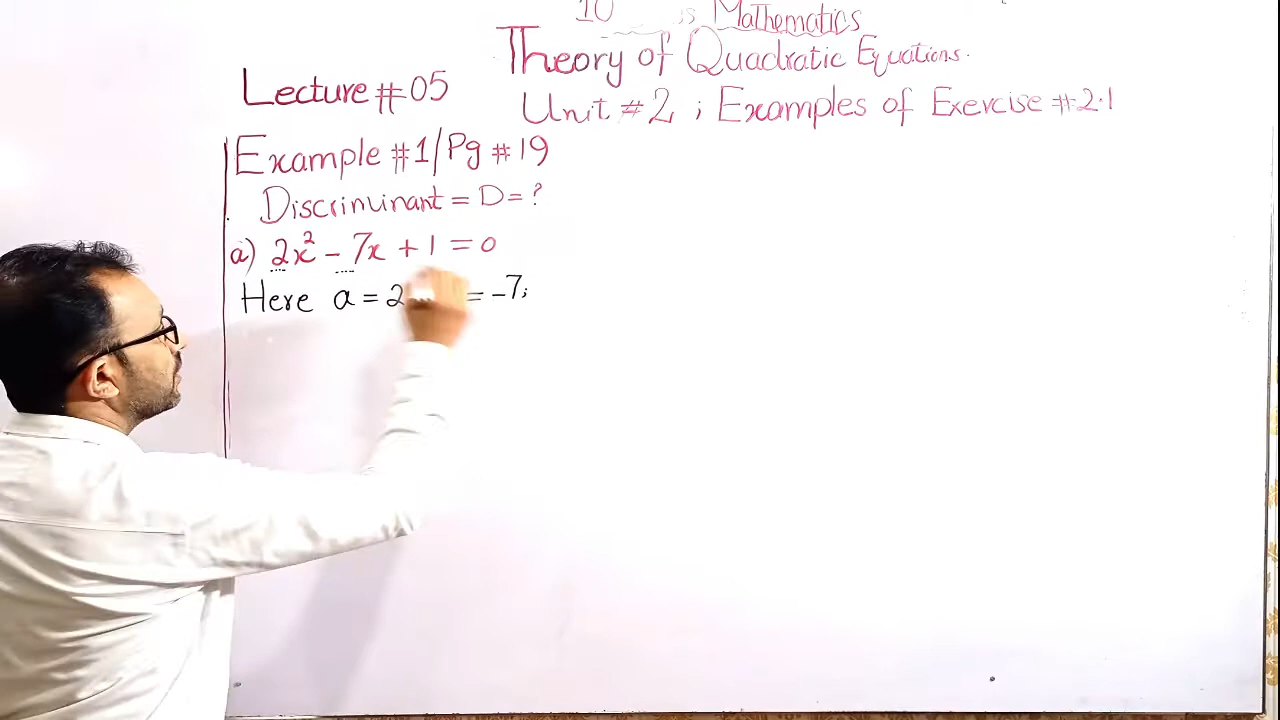 10 Mathematics
Theory of Quadratic Equations.
Lecture #05
Unit #2 ; Examples of Exercise #2.1
Example #1/Pg #19
Discriminant = D = ?
a) 2x² - 7x + 1 = 0
Here a = 2 = -7;